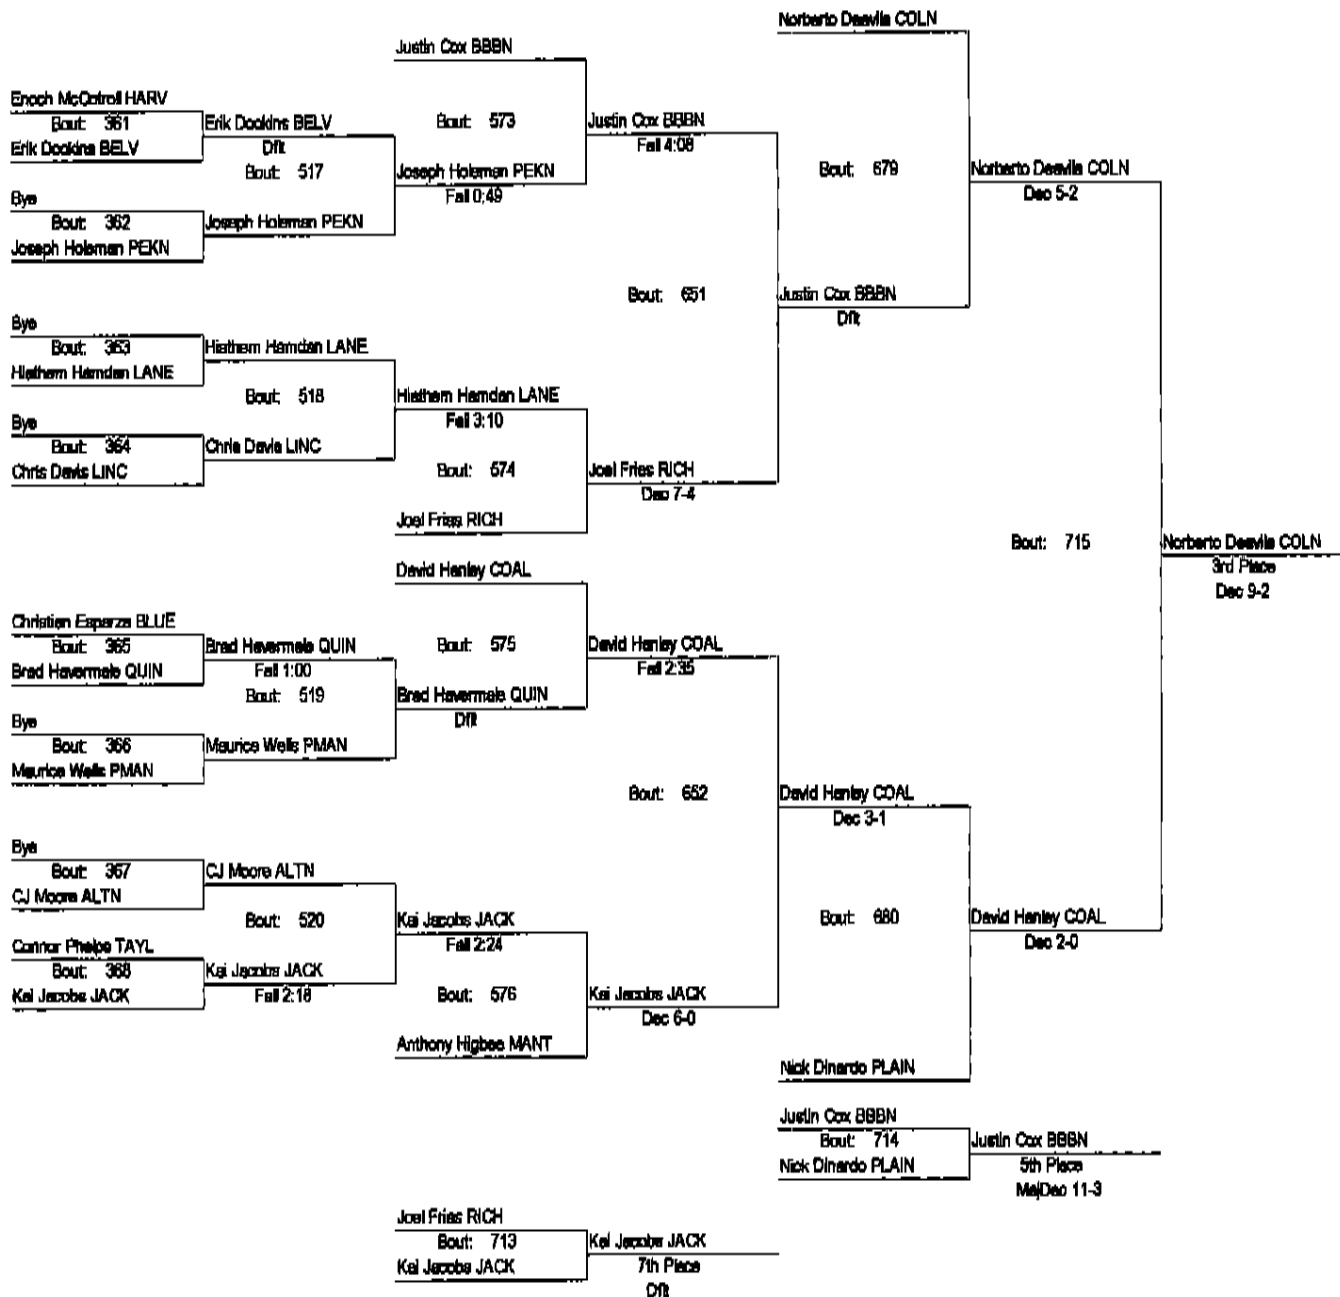 Norberto Deavila COLN
Justin Cox BBBN
Enoch McCotrell HARV
Bout: 361
Erik Dockins BELV
Erik Dockins BELV
Dflt
Bout: 517
Bout: 573
Justin Cox BBBN
Fall 4:08
Joseph Holeman PEKN
Fall 0:49
Bye
Bout: 362
Joseph Holeman PEKN
Joseph Holeman PEKN
Bout: 679
Norberto Deavila COLN
Dec 5-2
Bout: 651
Justin Cox BBBN
Dflt
Bye
Bout: 363
Hiathem Hamdan LANE
Hiathem Hamdan LANE
Bout: 518
Hiathem Hamdan LANE
Fall 3:10
Bye
Bout: 364
Chris Davis LINC
Chris Davis LINC
Bout: 574
Joel Fries RICH
Dec 7-4
Joel Fries RICH
Bout: 715
Norberto Deavila COLN
3rd Place
Dec 9-2
David Hanley COAL
Christian Esparza BLUE
Bout: 365
Brad Havermale QUIN
Brad Havermale QUIN
Fall 1:00
Bout: 519
Bout: 575
David Hanley COAL
Fall 2:35
Brad Havermale QUIN
Dflt
Bye
Bout: 366
Maurice Wells PMAN
Maurice Wells PMAN
Bout: 652
David Hanley COAL
Dec 3-1
Bye
Bout: 367
CJ Moore ALTN
CJ Moore ALTN
Bout: 520
Kai Jacobs JACK
Fall 2:24
Connor Phelps TAYL
Bout: 368
Kai Jacobs JACK
Kai Jacobs JACK
Fall 2:18
Bout: 576
Kai Jacobs JACK
Dec 6-0
Anthony Higbee MANT
Bout: 680
David Hanley COAL
Dec 2-0
Nick Dinardo PLAIN
Justin Cox BBBN
Bout: 714
Nick Dinardo PLAIN
Justin Cox BBBN
5th Place
MajDec 11-3
Joel Fries RICH
Bout: 713
Kai Jacobs JACK
Kai Jacobs JACK
7th Place
Dflt